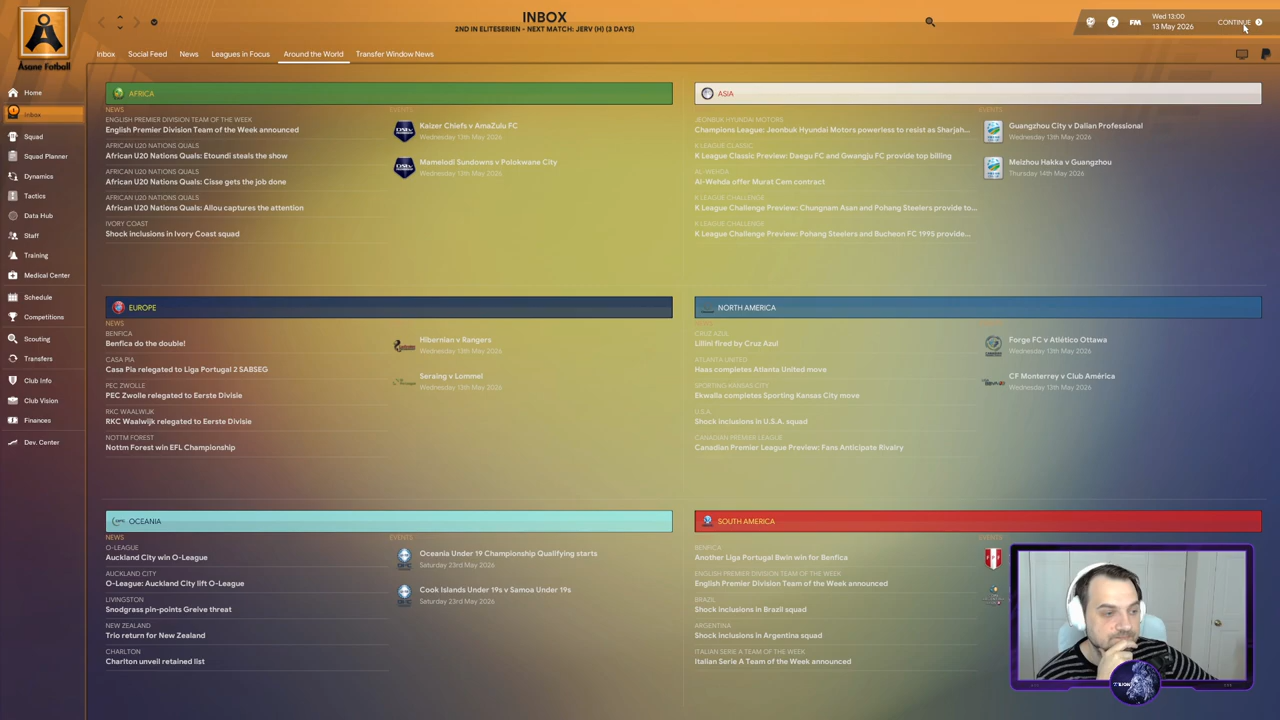 INBOX
2ND IN ELITESERIEN - NEXT MATCH: JERV (H) (3 DAYS)
FM
Wed 13:00
13 May 2026
CONTINUE
Åsane Fotball
Inbox
Social Feed
News
Leagues in Focus
Around the World
Transfer Window News
Home
Inbox
Squad
Squad Planner
Dynamics
Tactics
Data Hub
Staff
Training
Medical Center
Schedule
Competitions
Scouting
Transfers
Club Info
Club Vision
Finances
Dev. Center
AFRICA
NEWS
ENGLISH PREMIER DIVISION TEAM OF THE WEEK
English Premier Division Team of the Week announced
AFRICAN U20 NATIONS QUALS
African U20 Nations Quals: Etoundi steals the show
AFRICAN U20 NATIONS QUALS
African U20 Nations Quals: Cisse gets the job done
AFRICAN U20 NATIONS QUALS
African U20 Nations Quals: Allou captures the attention
IVORY COAST
Shock inclusions in Ivory Coast squad
EVENTS
Kaizer Chiefs v AmaZulu FC
Wednesday 13th May 2026
Mamelodi Sundowns v Polokwane City
Wednesday 13th May 2026
ASIA
JEONBUK HYUNDAI MOTORS
Champions League: Jeonbuk Hyundai Motors powerless to resist as Sharjah...
K LEAGUE CLASSIC
K League Classic Preview: Daegu FC and Gwangju FC provide top billing
AL-WEHDA
Al-Wehda offer Murat Cem contract
K LEAGUE CHALLENGE
K League Challenge Preview: Chungnam Asan and Pohang Steelers provide to...
K LEAGUE CHALLENGE
K League Challenge Preview: Pohang Steelers and Bucheon FC 1995 provide...
EVENTS
Guangzhou City v Dalian Professional
Wednesday 13th May 2026
Meizhou Hakka v Guangzhou
Thursday 14th May 2026
EUROPE
NEWS
BENFICA
Benfica do the double!
CASA PIA
Casa Pia relegated to Liga Portugal 2 SABSEG
PEC ZWOLLE
PEC Zwolle relegated to Eerste Divisie
RKC WAALWIJK
RKC Waalwijk relegated to Eerste Divisie
NOTTM FOREST
Nottm Forest win EFL Championship
Hibernian v Rangers
Wednesday 13th May 2026
Seraing v Lommel
Wednesday 13th May 2026
NORTH AMERICA
CRUZ AZUL
Lillini fired by Cruz Azul
ATLANTA UNITED
Hass completes Atlanta United move
SPORTING KANSAS CITY
Ekwalla completes Sporting Kansas City move
U.S.A.
Shock inclusions in U.S.A. squad
CANADIAN PREMIER LEAGUE
Canadian Premier League Preview: Fans Anticipate Rivalry
Forge FC v Atlético Ottawa
Wednesday 13th May 2026
CF Monterrey v Club América
Wednesday 13th May 2026
OCEANIA
NEWS
O-LEAGUE
Auckland City win O-League
AUCKLAND CITY
O-League: Auckland City lift O-League
LIVINGSTON
Snodgrass pin-points Greive threat
NEW ZEALAND
Trio return for New Zealand
CHARLTON
Charlton unveil retained list
EVENTS
Oceania Under 19 Championship Qualifying starts
Saturday 23rd May 2026
Cook Islands Under 19s v Samoa Under 19s
Saturday 23rd May 2026
SOUTH AMERICA
BENFICA
Another Liga Portugal Bwin win for Benfica
ENGLISH PREMIER DIVISION TEAM OF THE WEEK
English Premier Division Team of the Week announced
BRAZIL
Shock inclusions in Brazil squad
ARGENTINA
Shock inclusions in Argentina squad
ITALIAN SERIE A TEAM OF THE WEEK
Italian Serie A Team of the Week announced
EVENTS